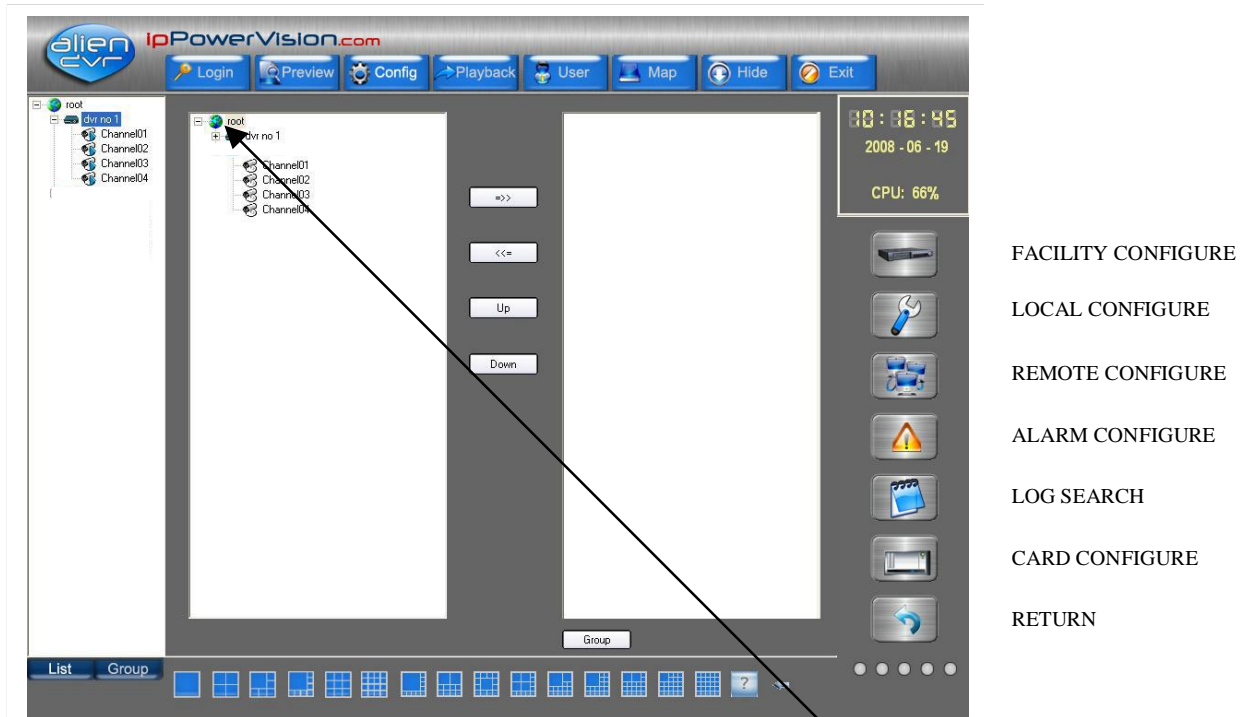 alien dvr
ipPowerVision.com
Login Preview Config Playback User Map Hide Exit
root
dvr no 1
Channel01
Channel02
Channel03
Channel04
root
dvr no 1
Channel01
Channel02
Channel03
Channel04
=>>
<<=
Up
Down
Group
10:16:45
2008 - 06 - 19
CPU: 66%
FACILITY CONFIGURE
LOCAL CONFIGURE
REMOTE CONFIGURE
ALARM CONFIGURE
LOG SEARCH
CARD CONFIGURE
RETURN
List Group
?